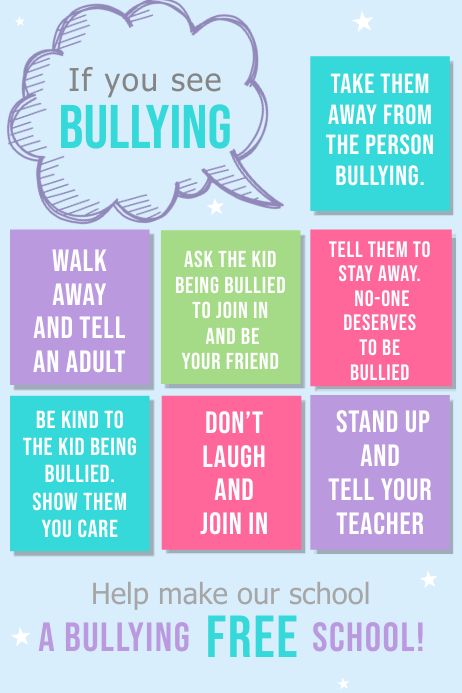 If you see
BULLYING
TAKE THEM
AWAY FROM
THE PERSON
BULLYING.
WALK
AWAY
AND TELL
AN ADULT
ASK THE KID
BEING BULLIED
TO JOIN IN
AND BE
YOUR FRIEND
TELL THEM TO
STAY AWAY.
NO-ONE
DESERVES
TO BE
BULLIED
BE KIND TO
THE KID BEING
BULLIED.
SHOW THEM
YOU CARE
DON'T
LAUGH
AND
JOIN IN
STAND UP
AND
TELL YOUR
TEACHER
Help make our school
A BULLYING FREE SCHOOL!